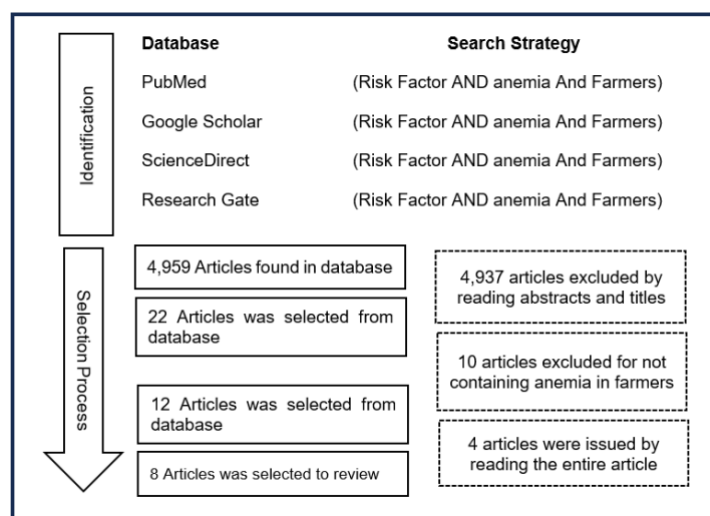 Identification
Database Search Strategy
PubMed (Risk Factor AND anemia And Farmers)
Google Scholar (Risk Factor AND anemia And Farmers)
ScienceDirect (Risk Factor AND anemia And Farmers)
Research Gate (Risk Factor AND anemia And Farmers)
Selection Process
4,959 Articles found in database
4,937 articles excluded by
reading abstracts and titles
22 Articles was selected from
database
10 articles excluded for not
containing anemia in farmers
12 Articles was selected from
database
4 articles were issued by
reading the entire article
8 Articles was selected to review